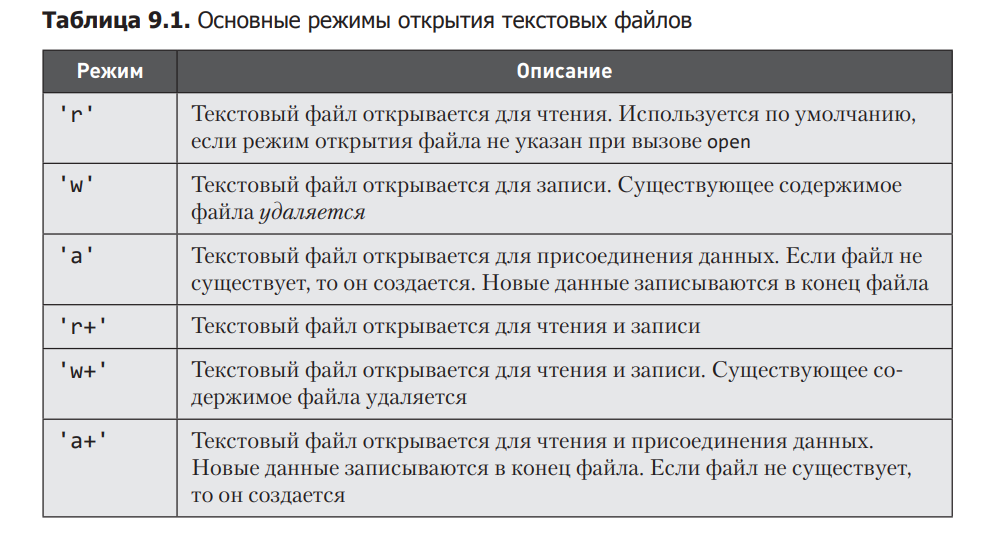 Таблица 9.1. Основные режимы открытия текстовых файлов
Режим Описание
'r' Текстовый файл открывается для чтения. Используется по умолчанию,
если режим открытия файла не указан при вызове open
'w' Текстовый файл открывается для записи. Существующее содержимое
файла удаляется
'a' Текстовый файл открывается для присоединения данных. Если файл не
существует, то он создается. Новые данные записываются в конец файла
'r+' Текстовый файл открывается для чтения и записи
'w+' Текстовый файл открывается для чтения и записи. Существующее со-
держимое файла удаляется
'a+' Текстовый файл открывается для чтения и присоединения данных.
Новые данные записываются в конец файла. Если файл не существует,
то он создается